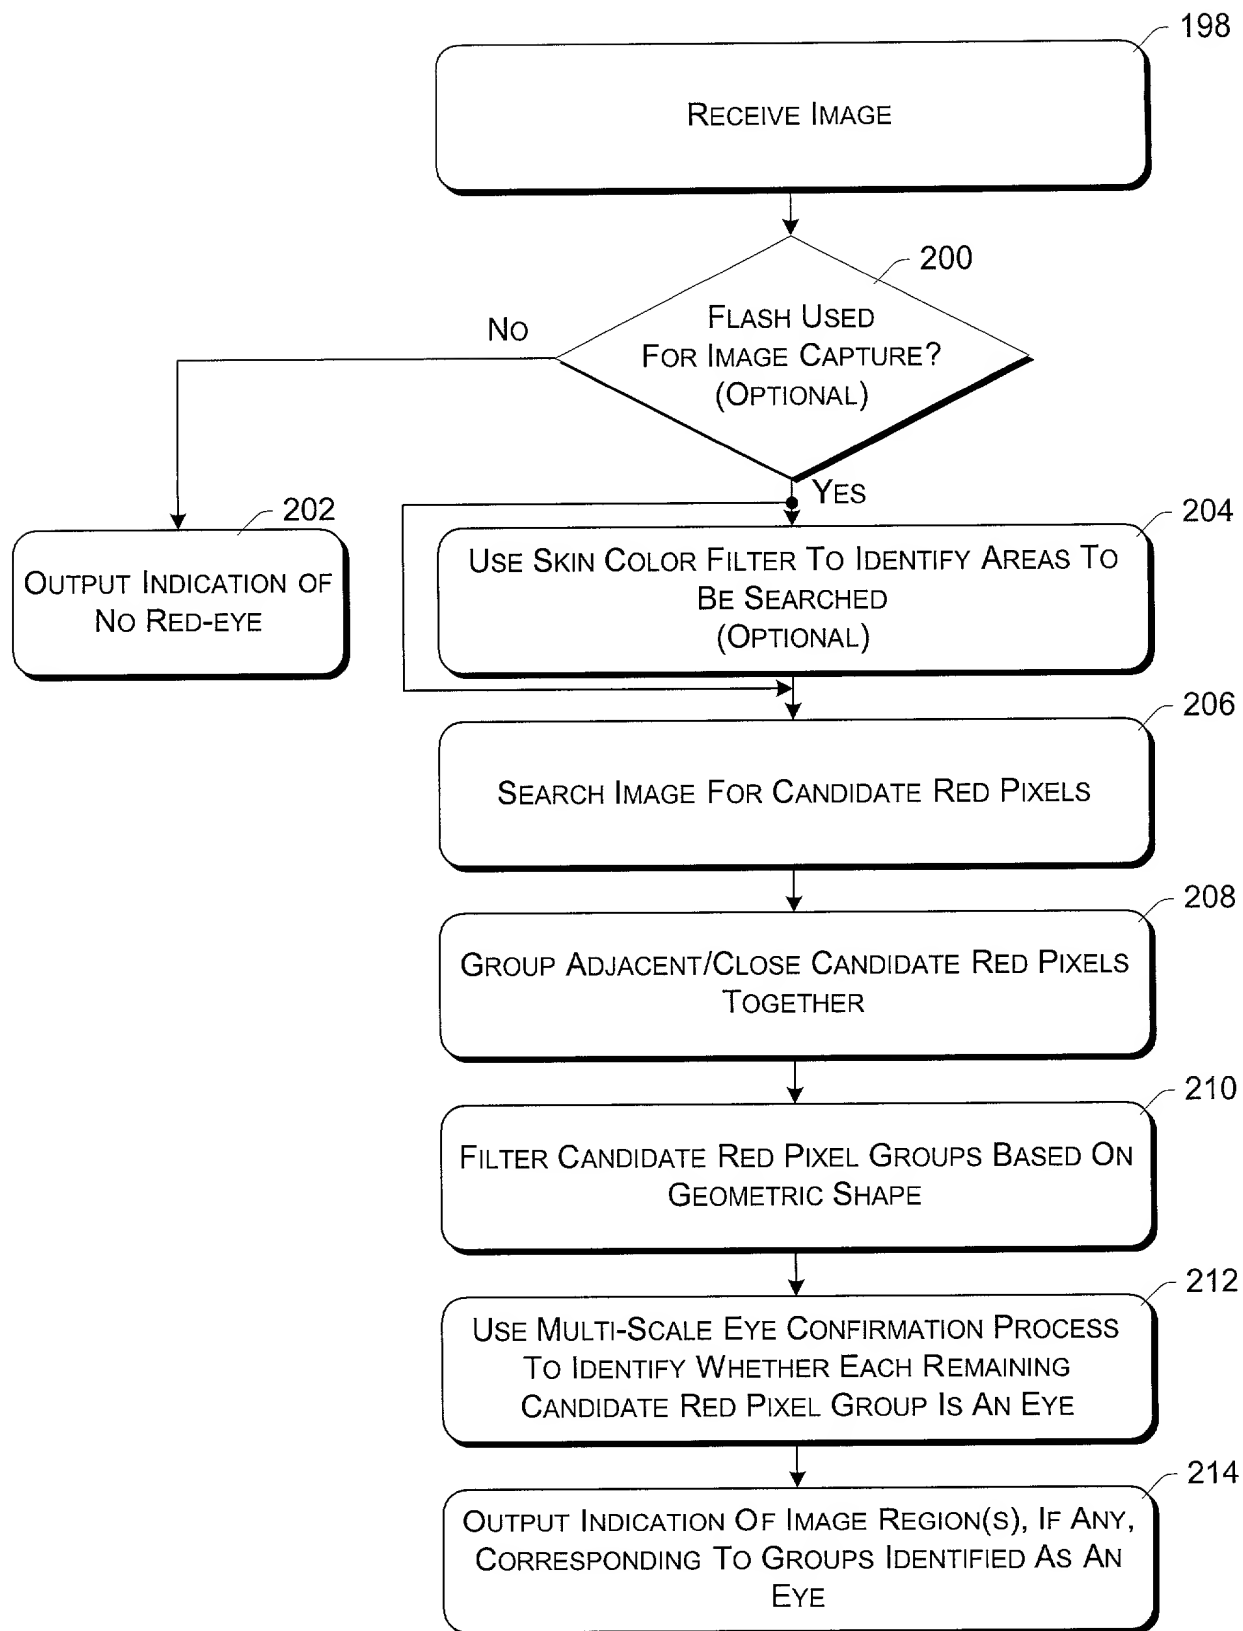 198
RECEIVE IMAGE
200
FLASH USED
FOR IMAGE CAPTURE?
(OPTIONAL)
NO
YES
202
OUTPUT INDICATION OF
NO RED-EYE
204
USE SKIN COLOR FILTER TO IDENTIFY AREAS TO
BE SEARCHED
(OPTIONAL)
206
SEARCH IMAGE FOR CANDIDATE RED PIXELS
208
GROUP ADJACENT/CLOSE CANDIDATE RED PIXELS
TOGETHER
210
FILTER CANDIDATE RED PIXEL GROUPS BASED ON
GEOMETRIC SHAPE
212
USE MULTI-SCALE EYE CONFIRMATION PROCESS
TO IDENTIFY WHETHER EACH REMAINING
CANDIDATE RED PIXEL GROUP IS AN EYE
214
OUTPUT INDICATION OF IMAGE REGION(S), IF ANY,
CORRESPONDING TO GROUPS IDENTIFIED AS AN
EYE